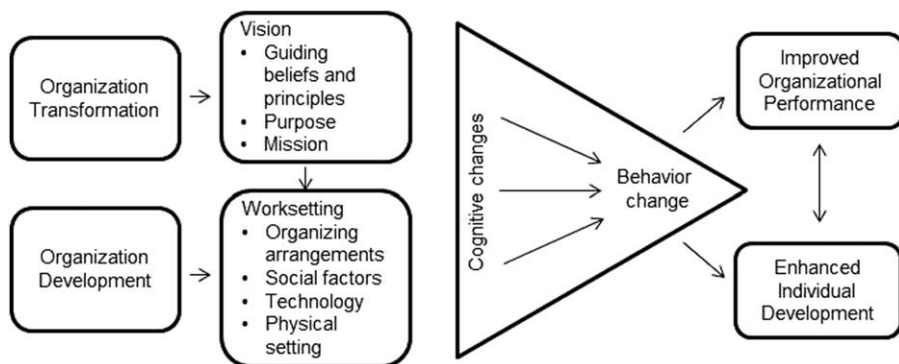 Organization
Transformation
Vision
• Guiding
beliefs and
principles
• Purpose
• Mission
Organization
Development
Worksetting
• Organizing
arrangements
• Social factors
• Technology
• Physical
setting
Cognitive changes
Behavior
change
Improved
Organizational
Performance
Enhanced
Individual
Development